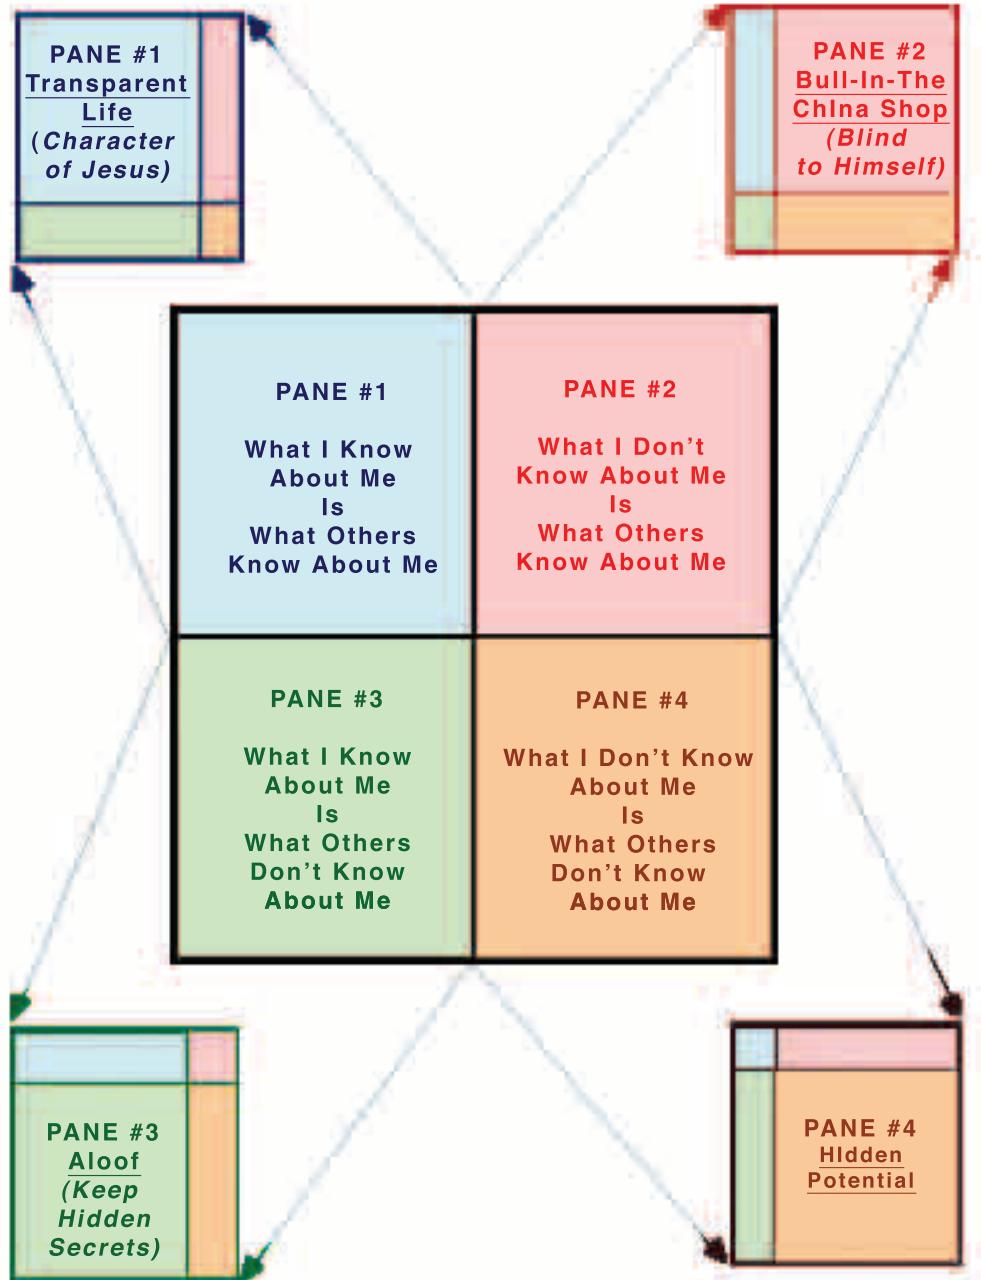 PANE #1
Transparent
Life
(Character
of Jesus)
PANE #2
Bull-In-The
ChIna Shop
(Blind
to Himself)
PANE #1
What I Know
About Me
Is
What Others
Know About Me
PANE #2
What I Don't
Know About Me
Is
What Others
Know About Me
PANE #3
What I Know
About Me
Is
What Others
Don't Know
About Me
PANE #4
What I Don't Know
About Me
Is
What Others
Don't Know
About Me
PANE #3
Aloof
(Keep
Hidden
Secrets)
PANE #4
HIdden
Potential